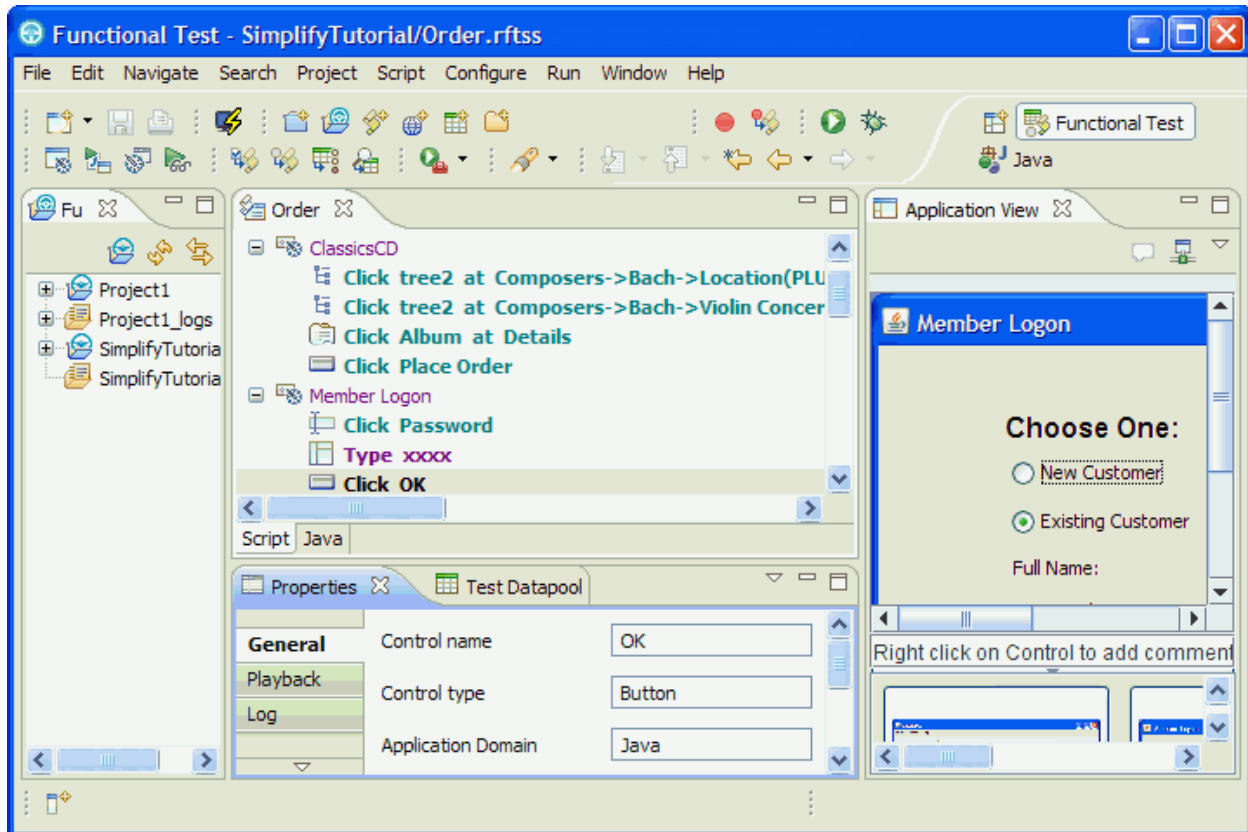 Functional Test - SimplifyTutorial/Order.rftss
File Edit Navigate Search Project Script Configure Run Window Help
Functional Test
Java
Fu
Order
Application View
ClassicsCD
Click tree2 at Composers->Bach->Location(PLU
Click tree2 at Composers->Bach->Violin Concer
Click Album at Details
Click Place Order
Member Logon
Click Password
Type xxxx
Click OK
Project1
Project1_logs
SimplifyTutoria
SimplifyTutoria
Script Java
Member Logon
Choose One:
New Customer
Existing Customer
Full Name:
Right click on Control to add comment
Properties Test Datapool
General
Playback
Log
Control name OK
Control type Button
Application Domain Java